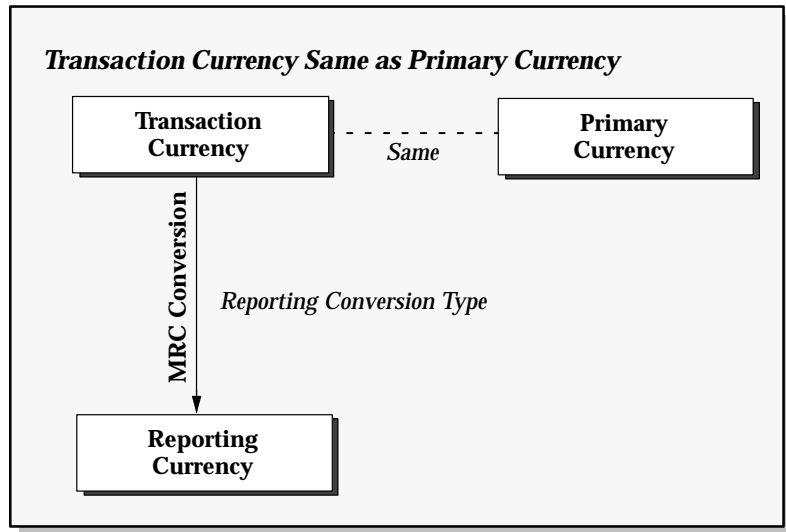 Transaction Currency Same as Primary Currency
Transaction
Currency
Same
Primary
Currency
MRC Conversion
Reporting Conversion Type
Reporting
Currency